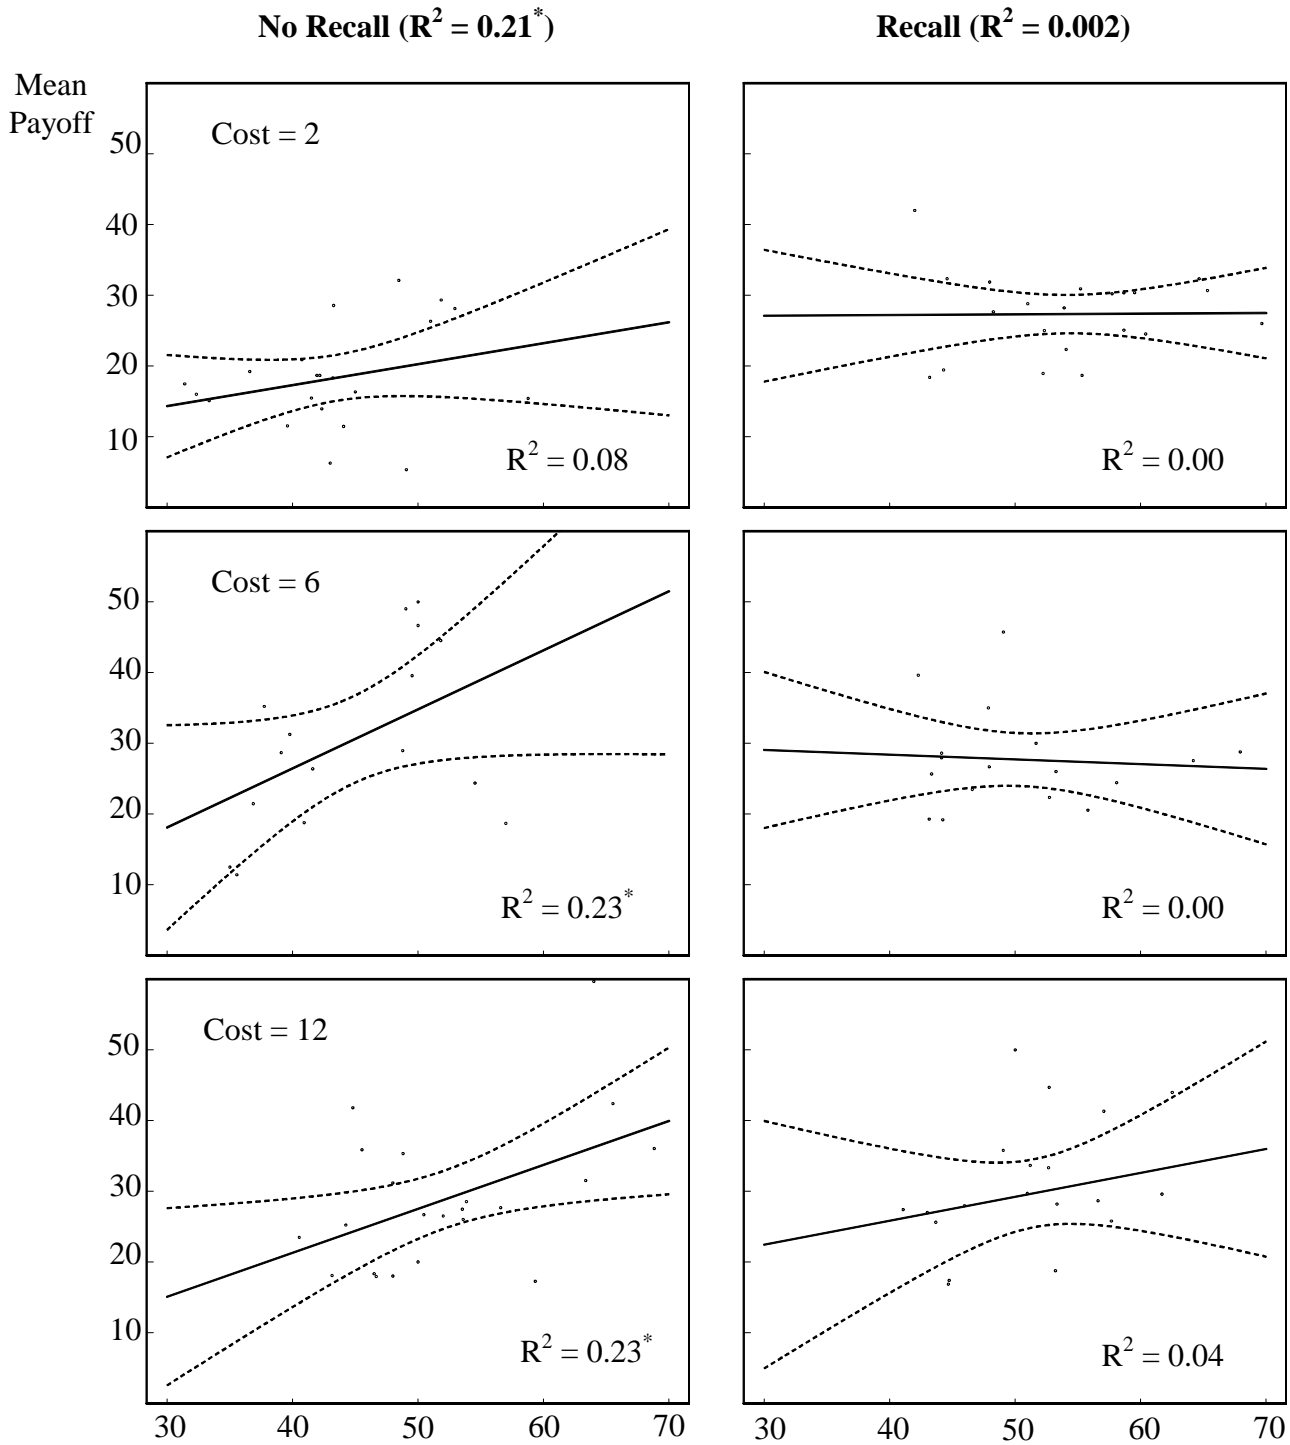 No Recall (R² = 0.21*)
Recall (R² = 0.002)
Mean
Payoff
Cost = 2
50
40
30
20
10
R² = 0.08
R² = 0.00
Cost = 6
50
40
30
20
10
R² = 0.23*
R² = 0.00
Cost = 12
50
40
30
20
10
R² = 0.23*
R² = 0.04
30 40 50 60 70
30 40 50 60 70